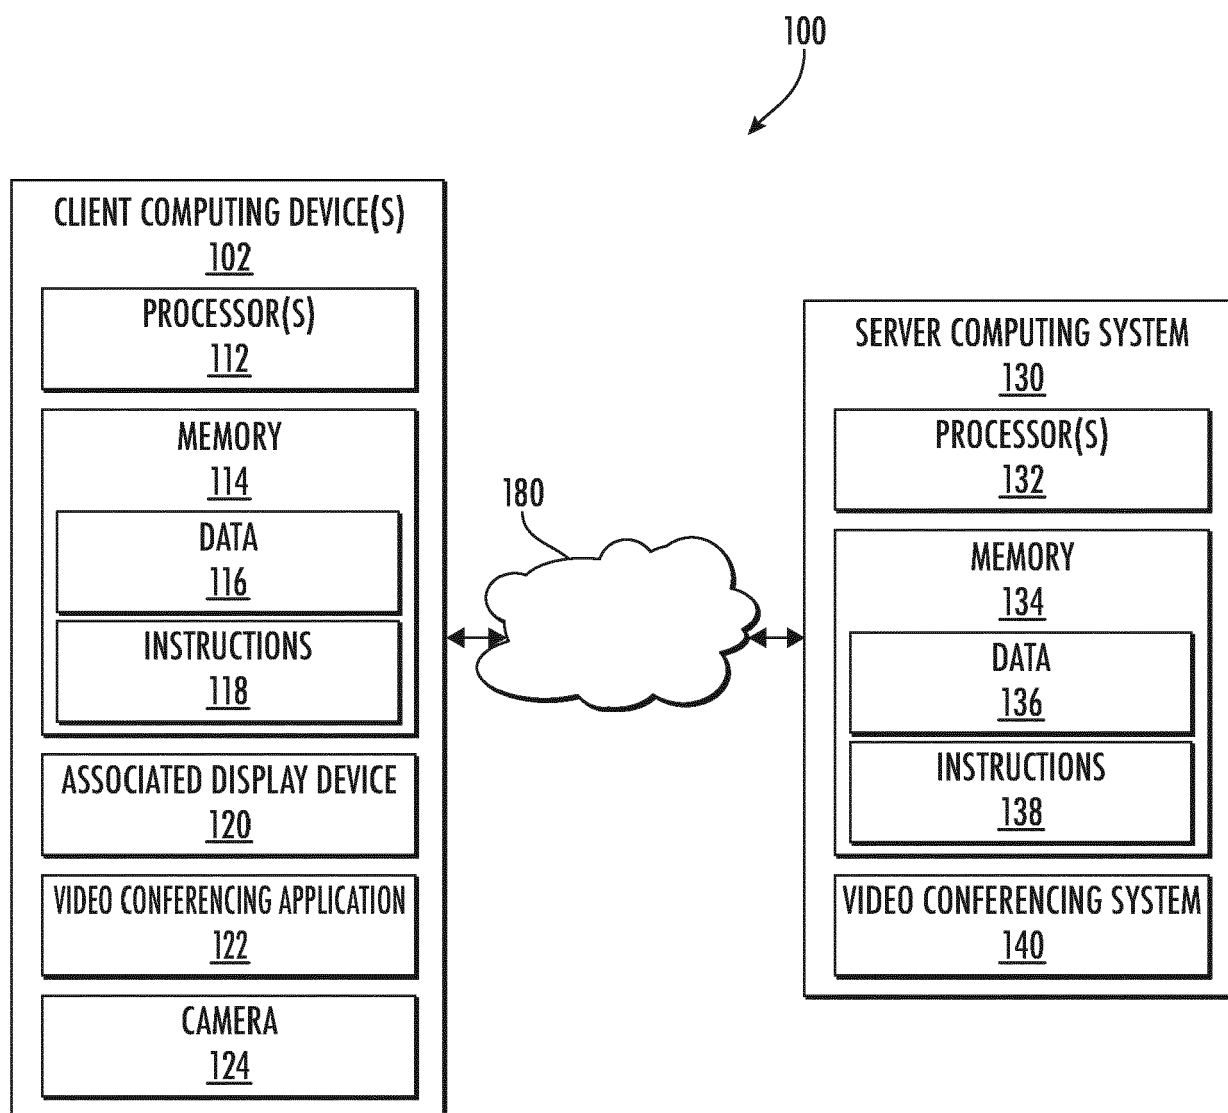 100
CLIENT COMPUTING DEVICE(S)
102
PROCESSOR(S)
112
MEMORY
114
DATA
116
INSTRUCTIONS
118
ASSOCIATED DISPLAY DEVICE
120
VIDEO CONFERENCING APPLICATION
122
CAMERA
124
180
SERVER COMPUTING SYSTEM
130
PROCESSOR(S)
132
MEMORY
134
DATA
136
INSTRUCTIONS
138
VIDEO CONFERENCING SYSTEM
140